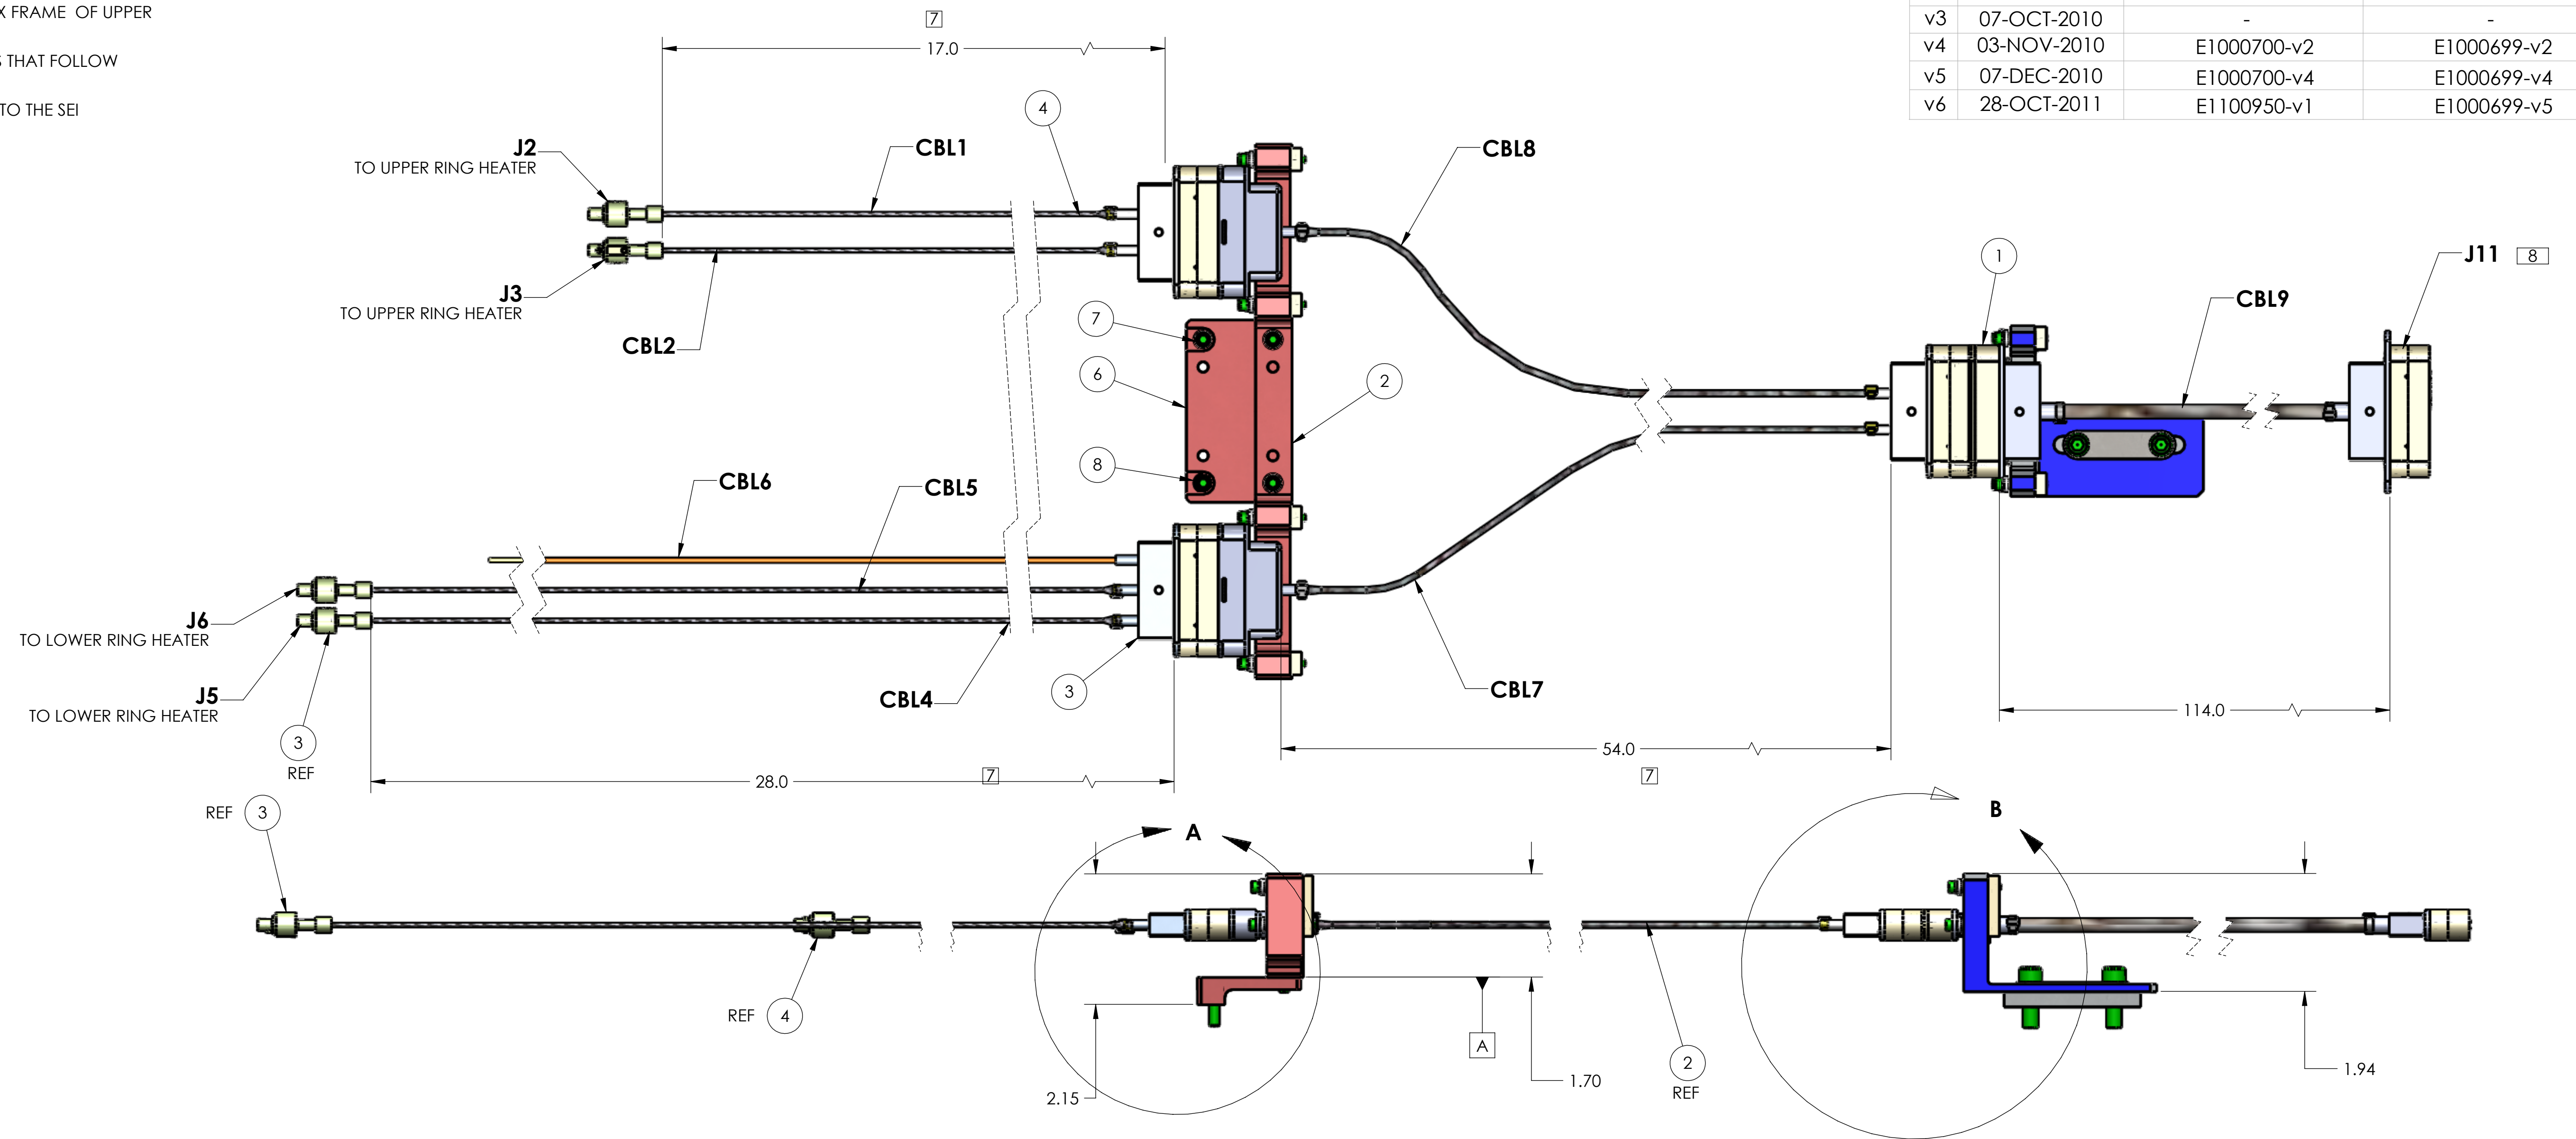 X FRAME OF UPPER
S THAT FOLLOW
TO THE SEI
v3 07-OCT-2010 - -
v4 03-NOV-2010 E1000700-v2 E1000699-v2
v5 07-DEC-2010 E1000700-v4 E1000699-v4
v6 28-OCT-2011 E1100950-v1 E1000699-v5
7
17.0
4
J2
TO UPPER RING HEATER
CBL1
CBL8
J3
TO UPPER RING HEATER
CBL2
1
J11 8
CBL9
7
6
2
8
CBL6
CBL5
J6
TO LOWER RING HEATER
J5
TO LOWER RING HEATER
CBL4
3
CBL7
3
REF
114.0
54.0
7
28.0
7
REF 3
A
B
REF 4
A
2
REF
2.15
1.70
1.94